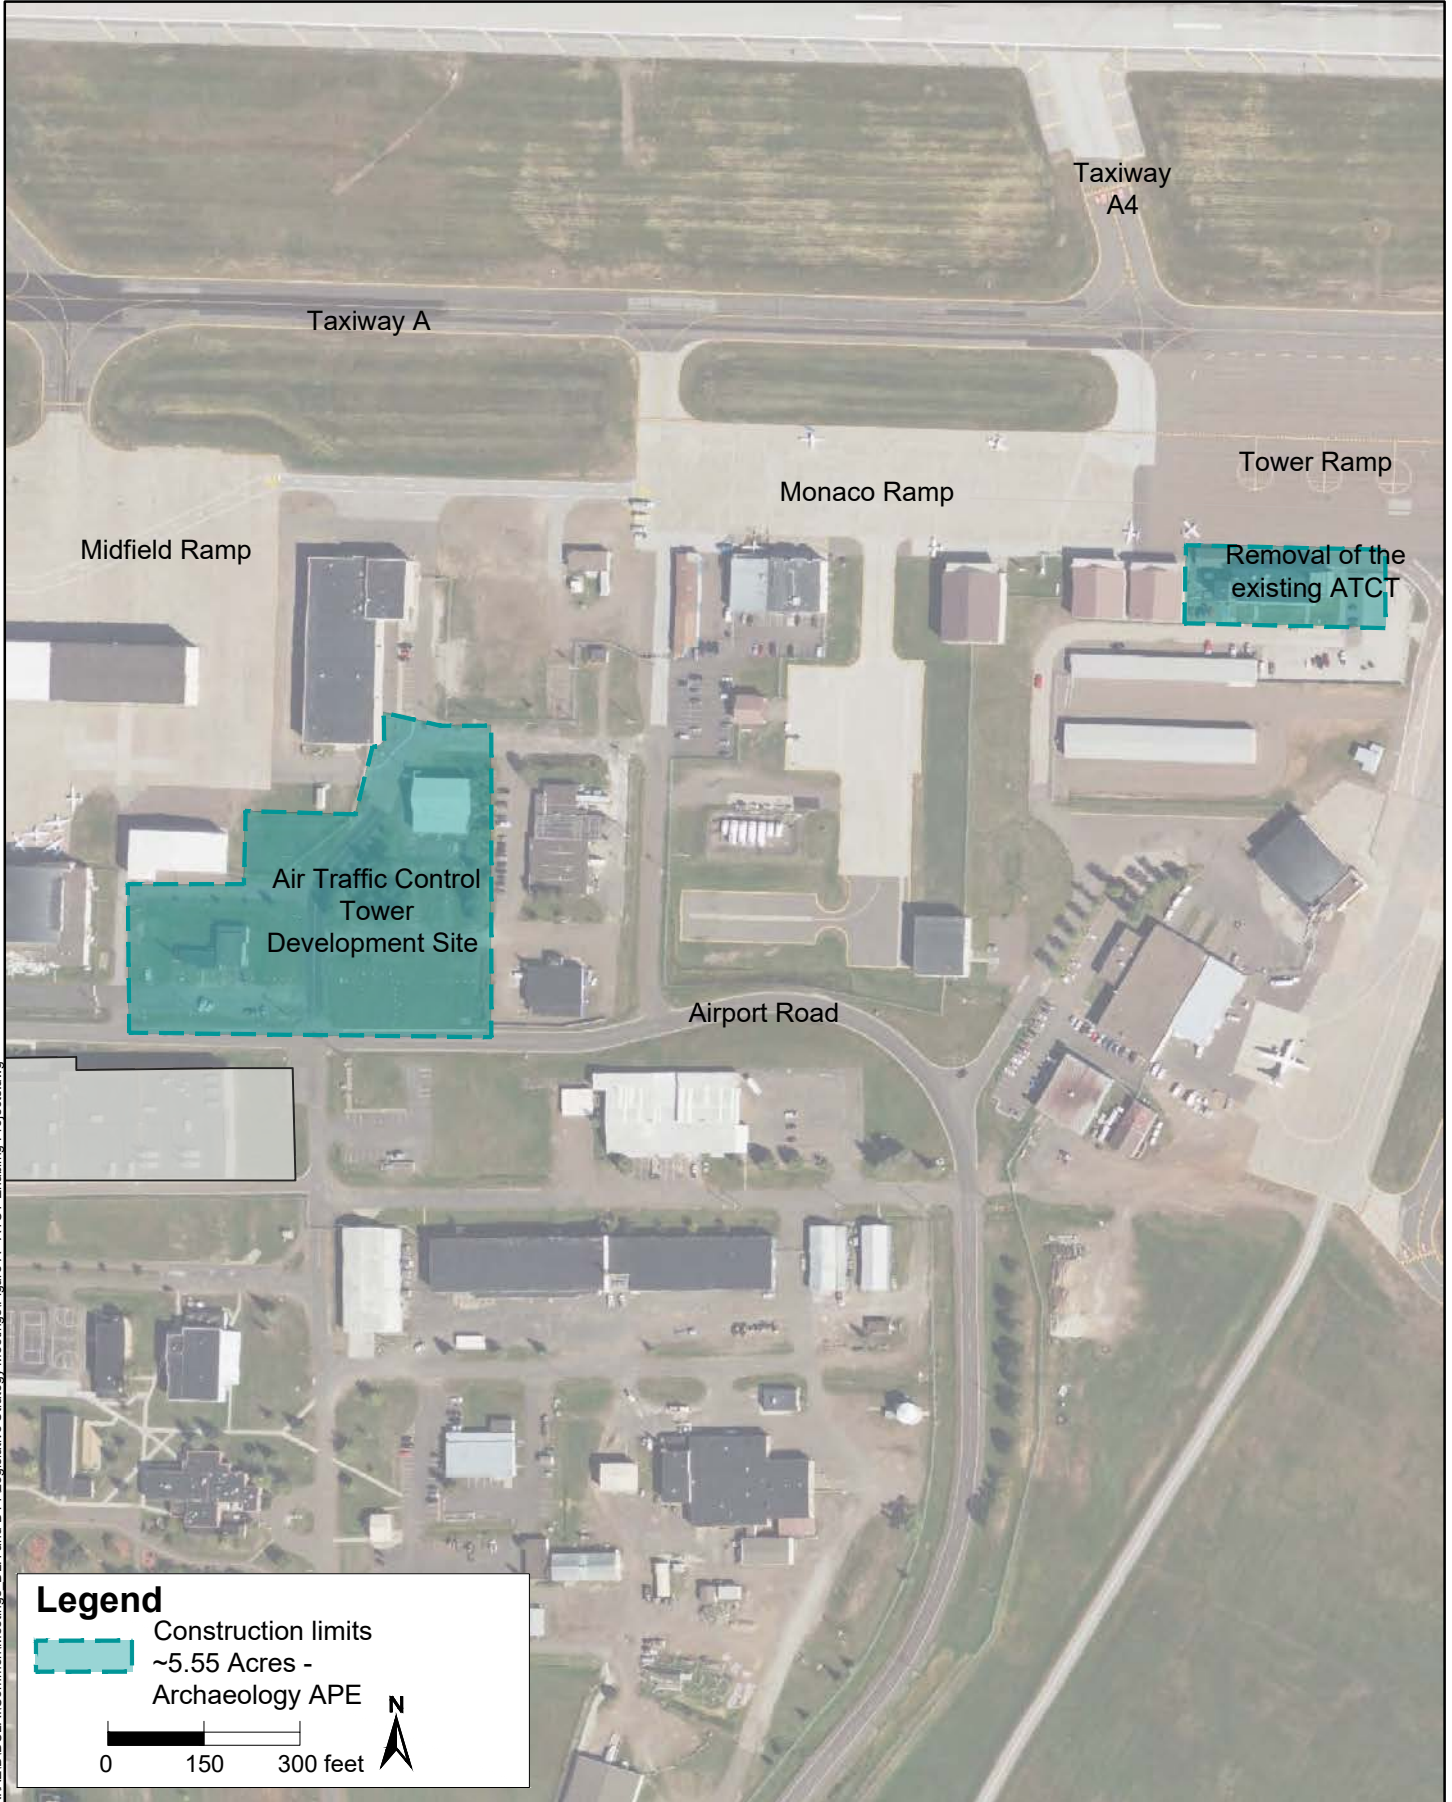 Taxiway
A4
Taxiway A
Tower Ramp
Monaco Ramp
Midfield Ramp
Removal of the
existing ATCT
Air Traffic Control
Tower
Development Site
Airport Road
Legend
Construction limits
~5.55 Acres -
Archaeology APE
N
0 150 300 feet